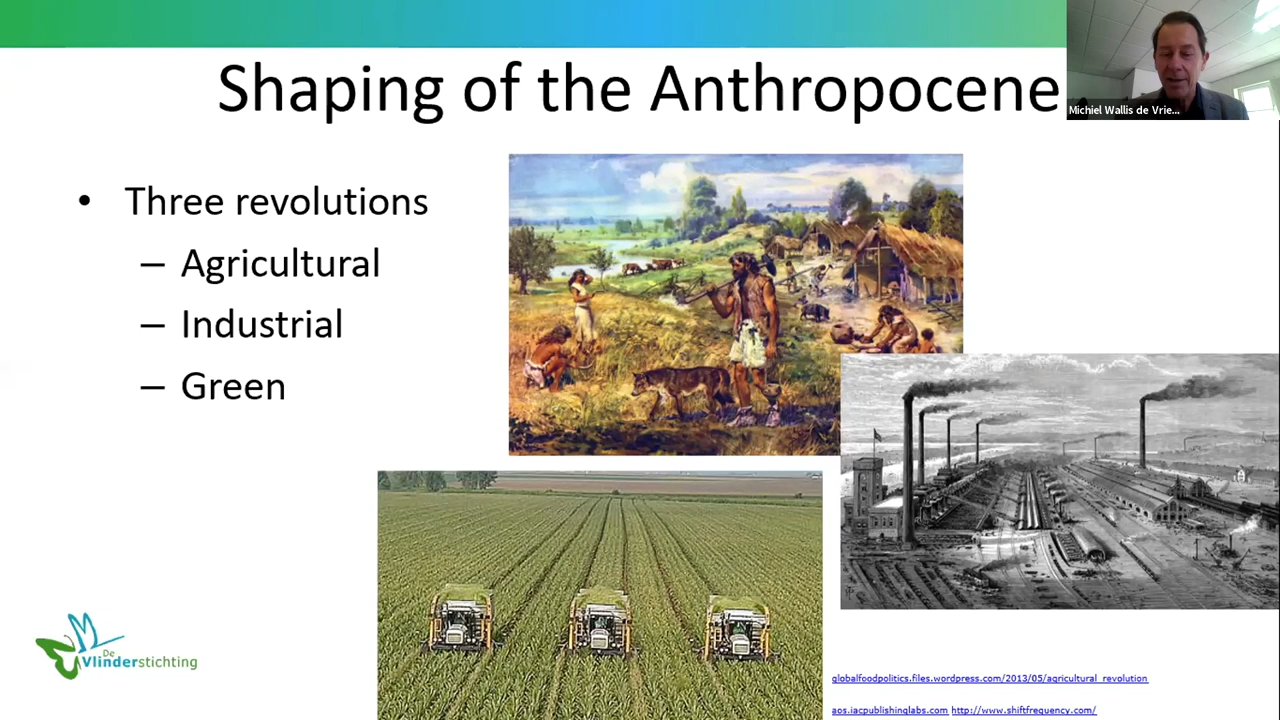 Shaping of the Anthropocene
Michiel Wallis de Vrie...
• Three revolutions
– Agricultural
– Industrial
– Green
De
Vlinderstichting
globalfoodpolitics.files.wordpress.com/2013/05/agricultural_revolution
aos.iacpublishinglabs.com http://www.shiftfrequency.com/